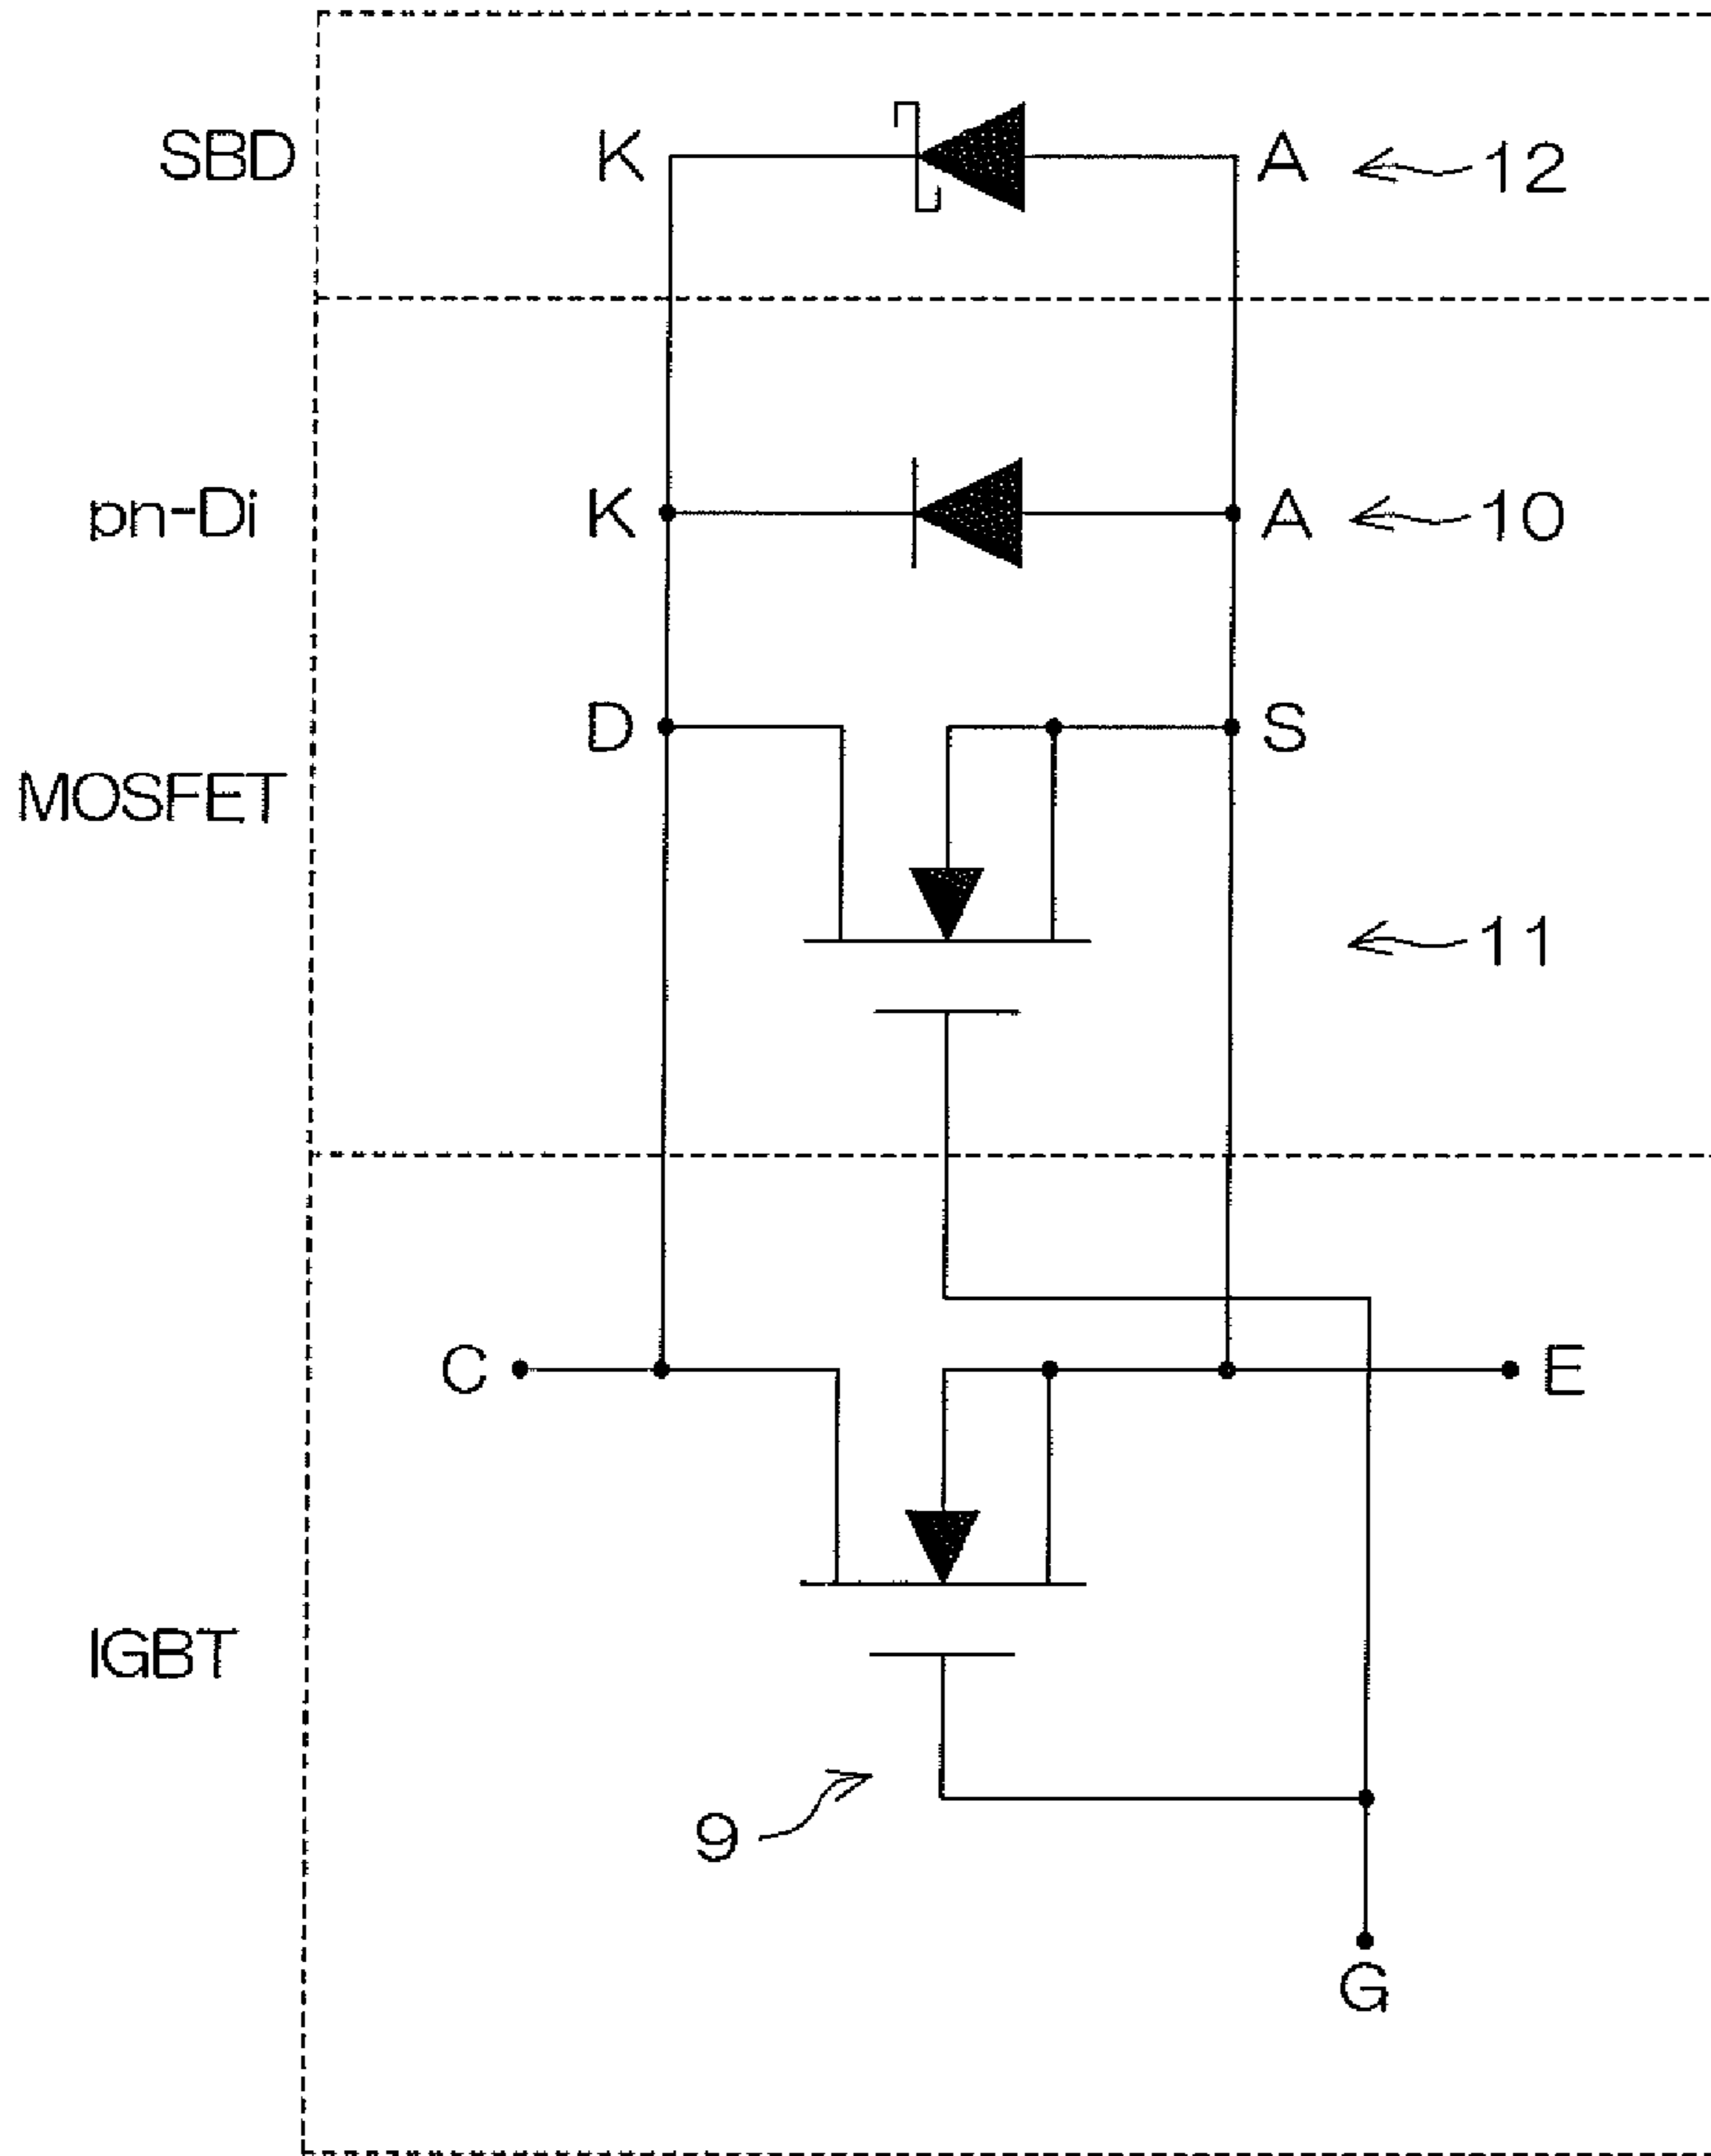 SBD K A 12
pn-Di K A 10
D S
MOSFET
11
C E
IGBT
9
G